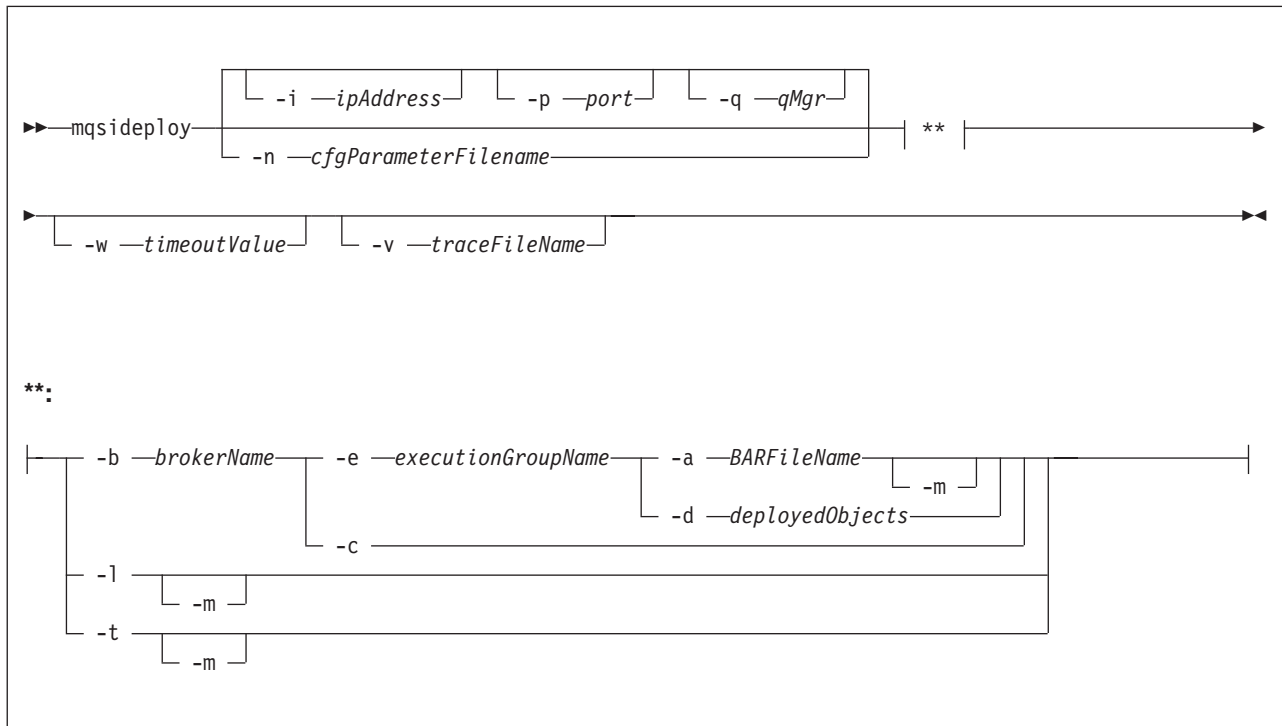 -i ipAddress -p port -q qMgr
mqsideploy **
-n cfgParameterFilename
-w timeoutValue -v traceFileName
**:
-b brokerName -e executionGroupName -a BARFileName
-m
-d deployedObjects
-c
-l
-m
-t
-m